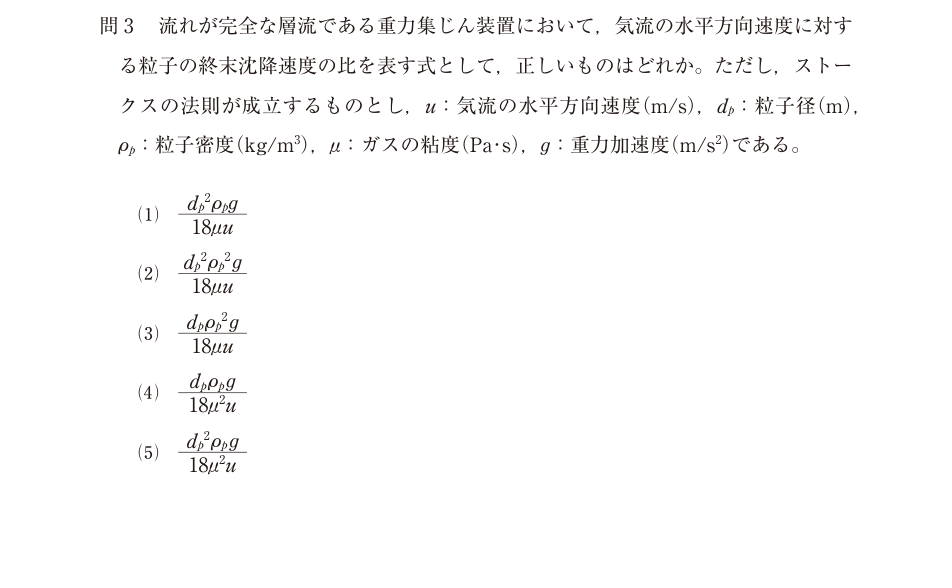 問3　流れが完全な層流である重力集じん装置において，気流の水平方向速度に対す
る粒子の終末沈降速度の比を表す式として，正しいものはどれか。ただし，ストー
クスの法則が成立するものとし，u：気流の水平方向速度(m/s)，dₚ：粒子径(m)，
ρₚ：粒子密度(kg/m³)，μ：ガスの粘度(Pa·s)，g：重力加速度(m/s²)である。
(1) dₚ²ρₚg / 18μu
(2) dₚ²ρₚ²g / 18μu
(3) dₚρₚ²g / 18μu
(4) dₚρₚg / 18μ²u
(5) dₚ²ρₚg / 18μ²u